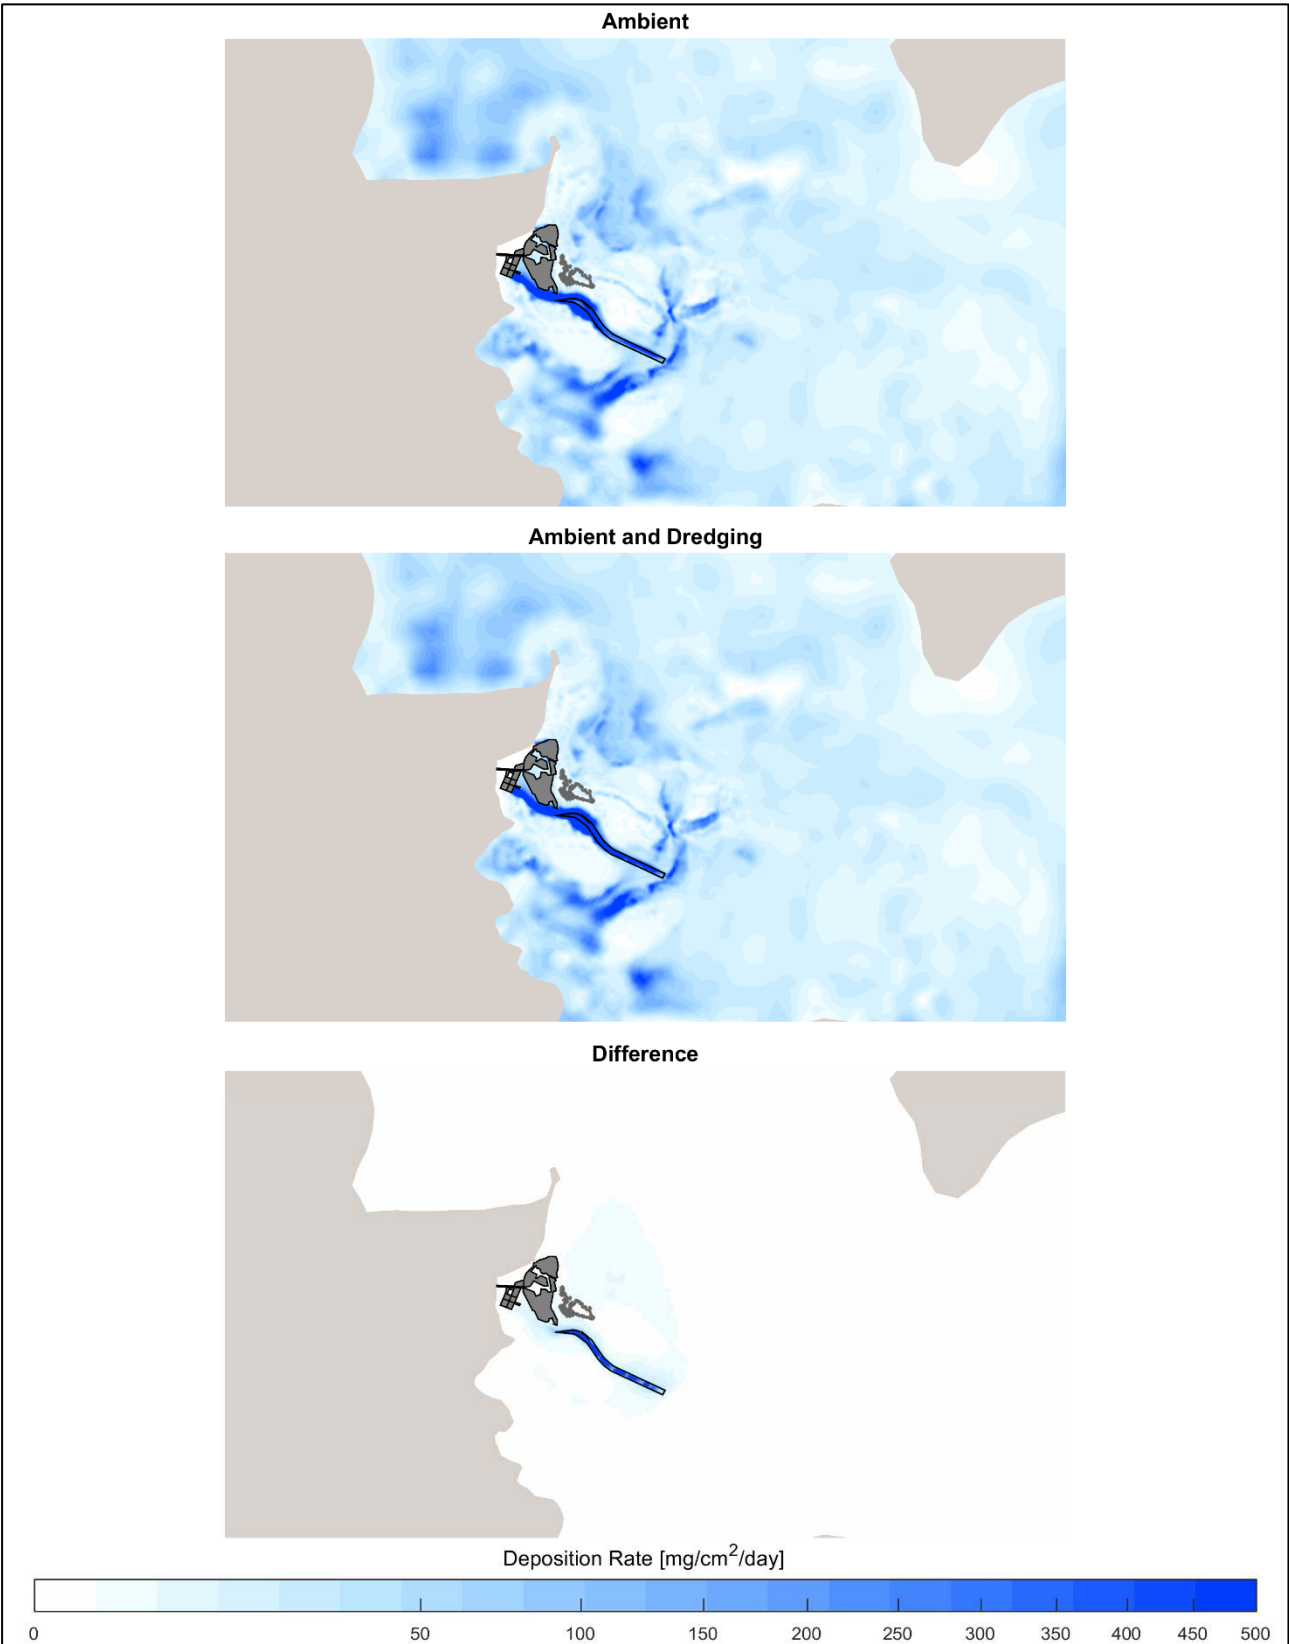 Ambient
Ambient and Dredging
Difference
Deposition Rate [mg/cm2/day]
0 50 100 150 200 250 300 350 400 450 500